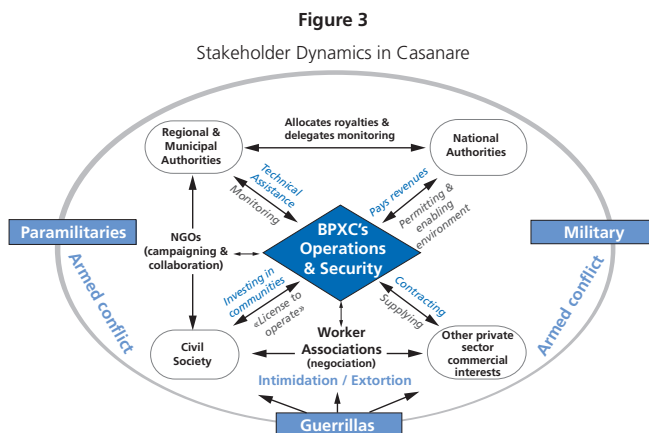 Figure 3
Stakeholder Dynamics in Casanare
Allocates royalties &
delegates monitoring
Regional &
Municipal
Authorities
National
Authorities
Technical
Assistance
Monitoring
Pays revenues
Permitting &
enabling
environment
Paramilitaries
NGOs
(campaigning &
collaboration)
BPXC's
Operations
& Security
Military
Armed conflict
Investing in
communities
«License to
operate»
Contracting
Supplying
Armed conflict
Civil
Society
Worker
Associations
(negociation)
Other private
sector
commercial
interests
Intimidation / Extortion
Guerrillas